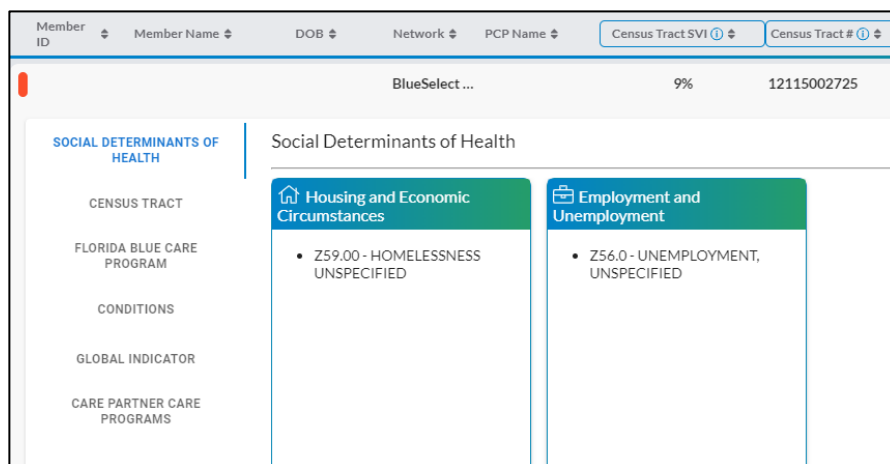 Member ID Member Name DOB Network PCP Name Census Tract SVI Census Tract #
BlueSelect ... 9% 12115002725
SOCIAL DETERMINANTS OF
HEALTH
CENSUS TRACT
FLORIDA BLUE CARE
PROGRAM
CONDITIONS
GLOBAL INDICATOR
CARE PARTNER CARE
PROGRAMS
Social Determinants of Health
Housing and Economic
Circumstances
• Z59.00 - HOMELESSNESS
UNSPECIFIED
Employment and
Unemployment
• Z56.0 - UNEMPLOYMENT,
UNSPECIFIED